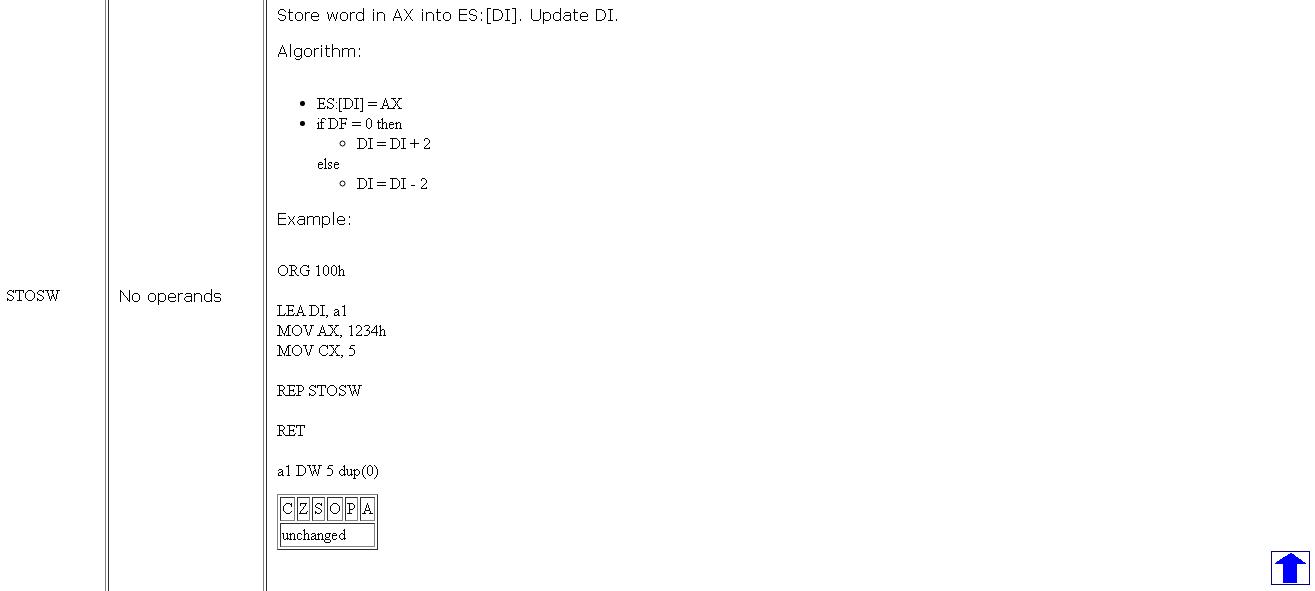 STOSW
No operands
Store word in AX into ES:[DI]. Update DI.
Algorithm:
ES:[DI] = AX
if DF = 0 then
DI = DI + 2
else
DI = DI - 2
Example:
ORG 100h
LEA DI, a1
MOV AX, 1234h
MOV CX, 5
REP STOSW
RET
a1 DW 5 dup(0)
C Z S O P A
unchanged